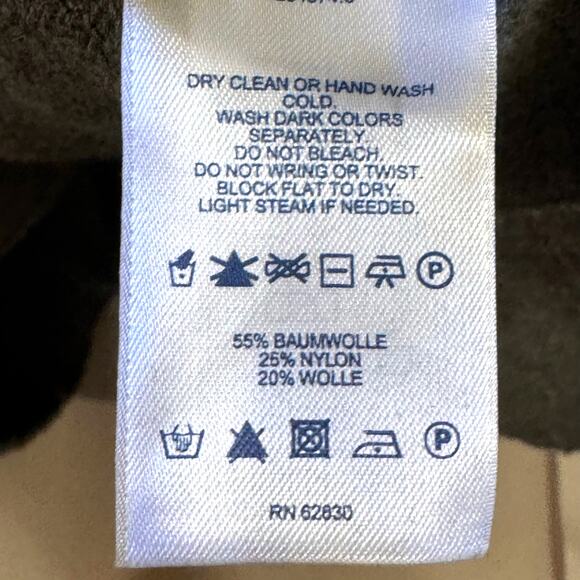 DRY CLEAN OR HAND WASH
COLD.
WASH DARK COLORS
SEPARATELY.
DO NOT BLEACH.
DO NOT WRING OR TWIST.
BLOCK FLAT TO DRY.
LIGHT STEAM IF NEEDED.
P
55% BAUMWOLLE
25% NYLON
20% WOLLE
P
RN 62830